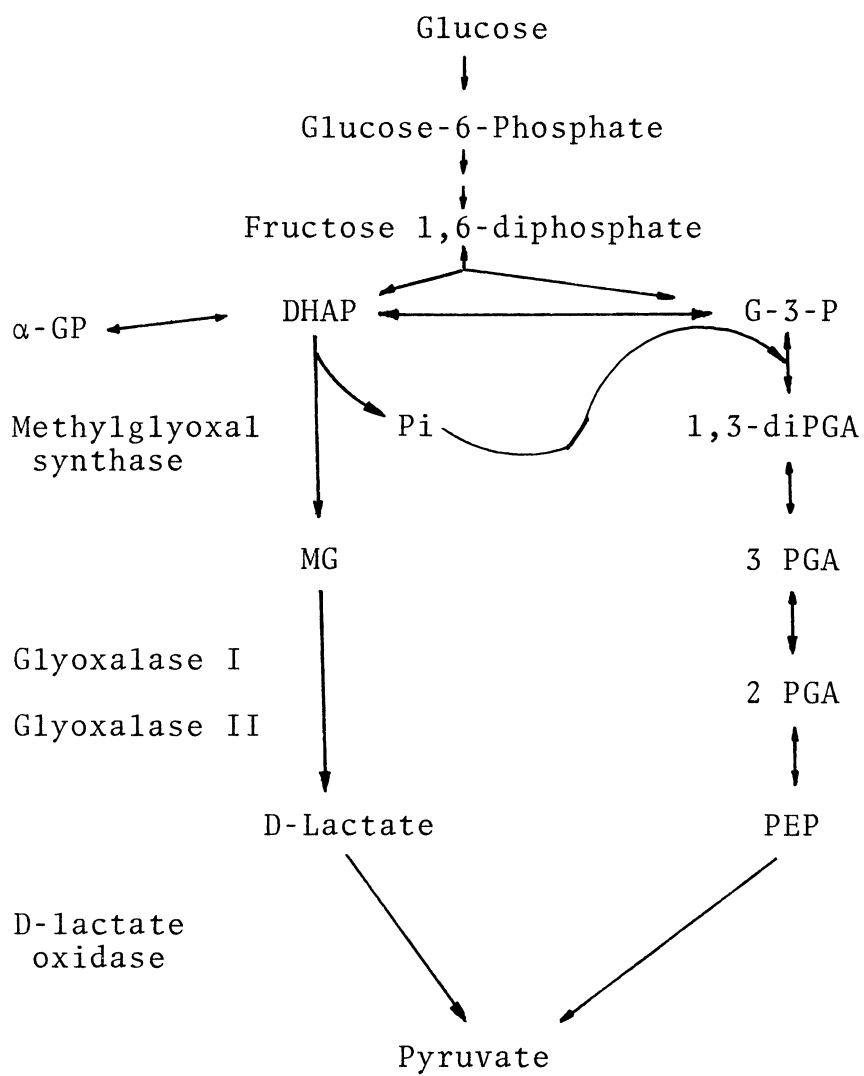 Glucose
Glucose-6-Phosphate
Fructose 1,6-diphosphate
α-GP
DHAP
G-3-P
Methylglyoxal
synthase
Pi
1,3-diPGA
MG
3 PGA
Glyoxalase I
2 PGA
Glyoxalase II
D-Lactate
PEP
D-lactate
oxidase
Pyruvate